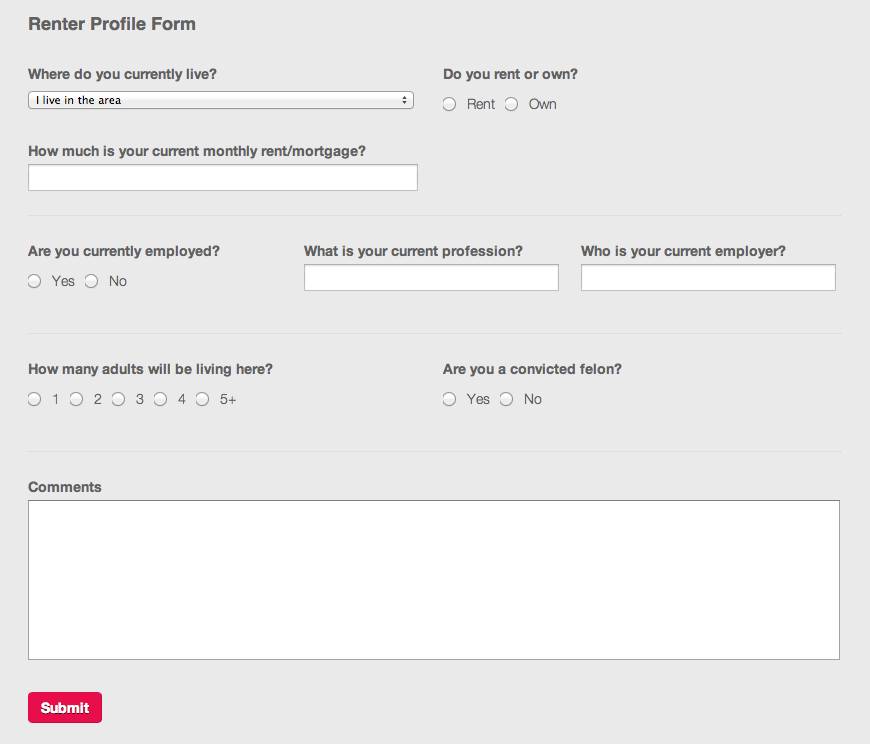 Renter Profile Form
Where do you currently live?
Do you rent or own?
I live in the area
Rent Own
How much is your current monthly rent/mortgage?
Are you currently employed?
What is your current profession?
Who is your current employer?
Yes No
How many adults will be living here?
Are you a convicted felon?
1 2 3 4 5+
Yes No
Comments
Submit